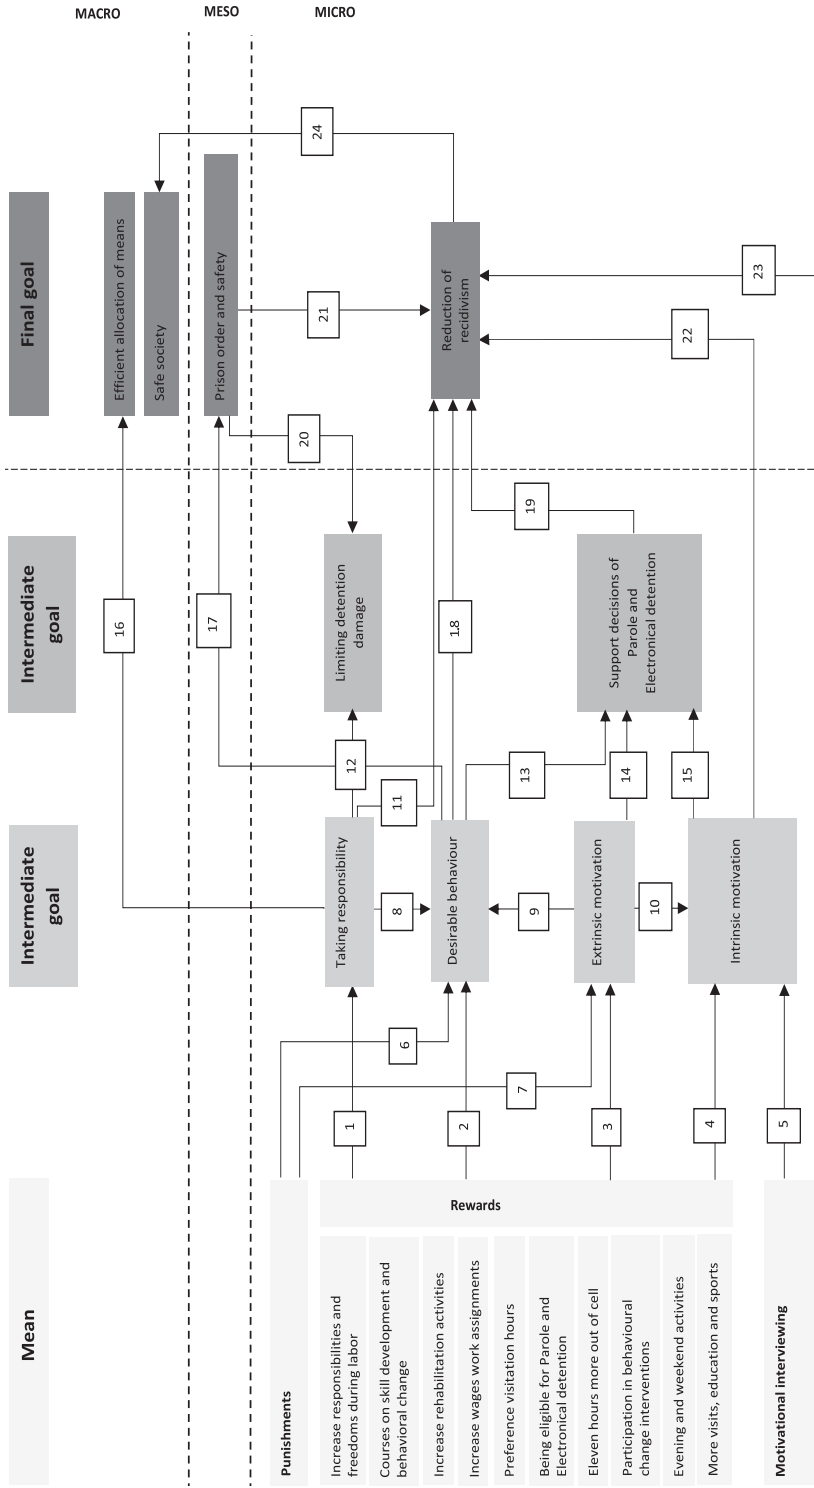 Mean
Intermediate
goal
Intermediate
goal
Final goal
MACRO
MESO
MICRO
Efficient allocation of means
Safe society
Prison order and safety
Punishments
Rewards
Increase responsibilities and
freedoms during labor
Courses on skill development and
behavioral change
Increase rehabilitation activities
Increase wages work assignments
Preference visitation hours
Being eligible for Parole and
Electronical detention
Eleven hours more out of cell
Participation in behavioural
change interventions
Evening and weekend activities
More visits, education and sports
Motivational interviewing
1
2
3
4
5
6
7
Taking responsibility
Desirable behaviour
Extrinsic motivation
Intrinsic motivation
8
9
10
11
12
13
14
15
16
17
1.8
Limiting detention
damage
Support decisions of
Parole and
Electronical detention
19
20
21
22
23
24
Reduction of
recidivism